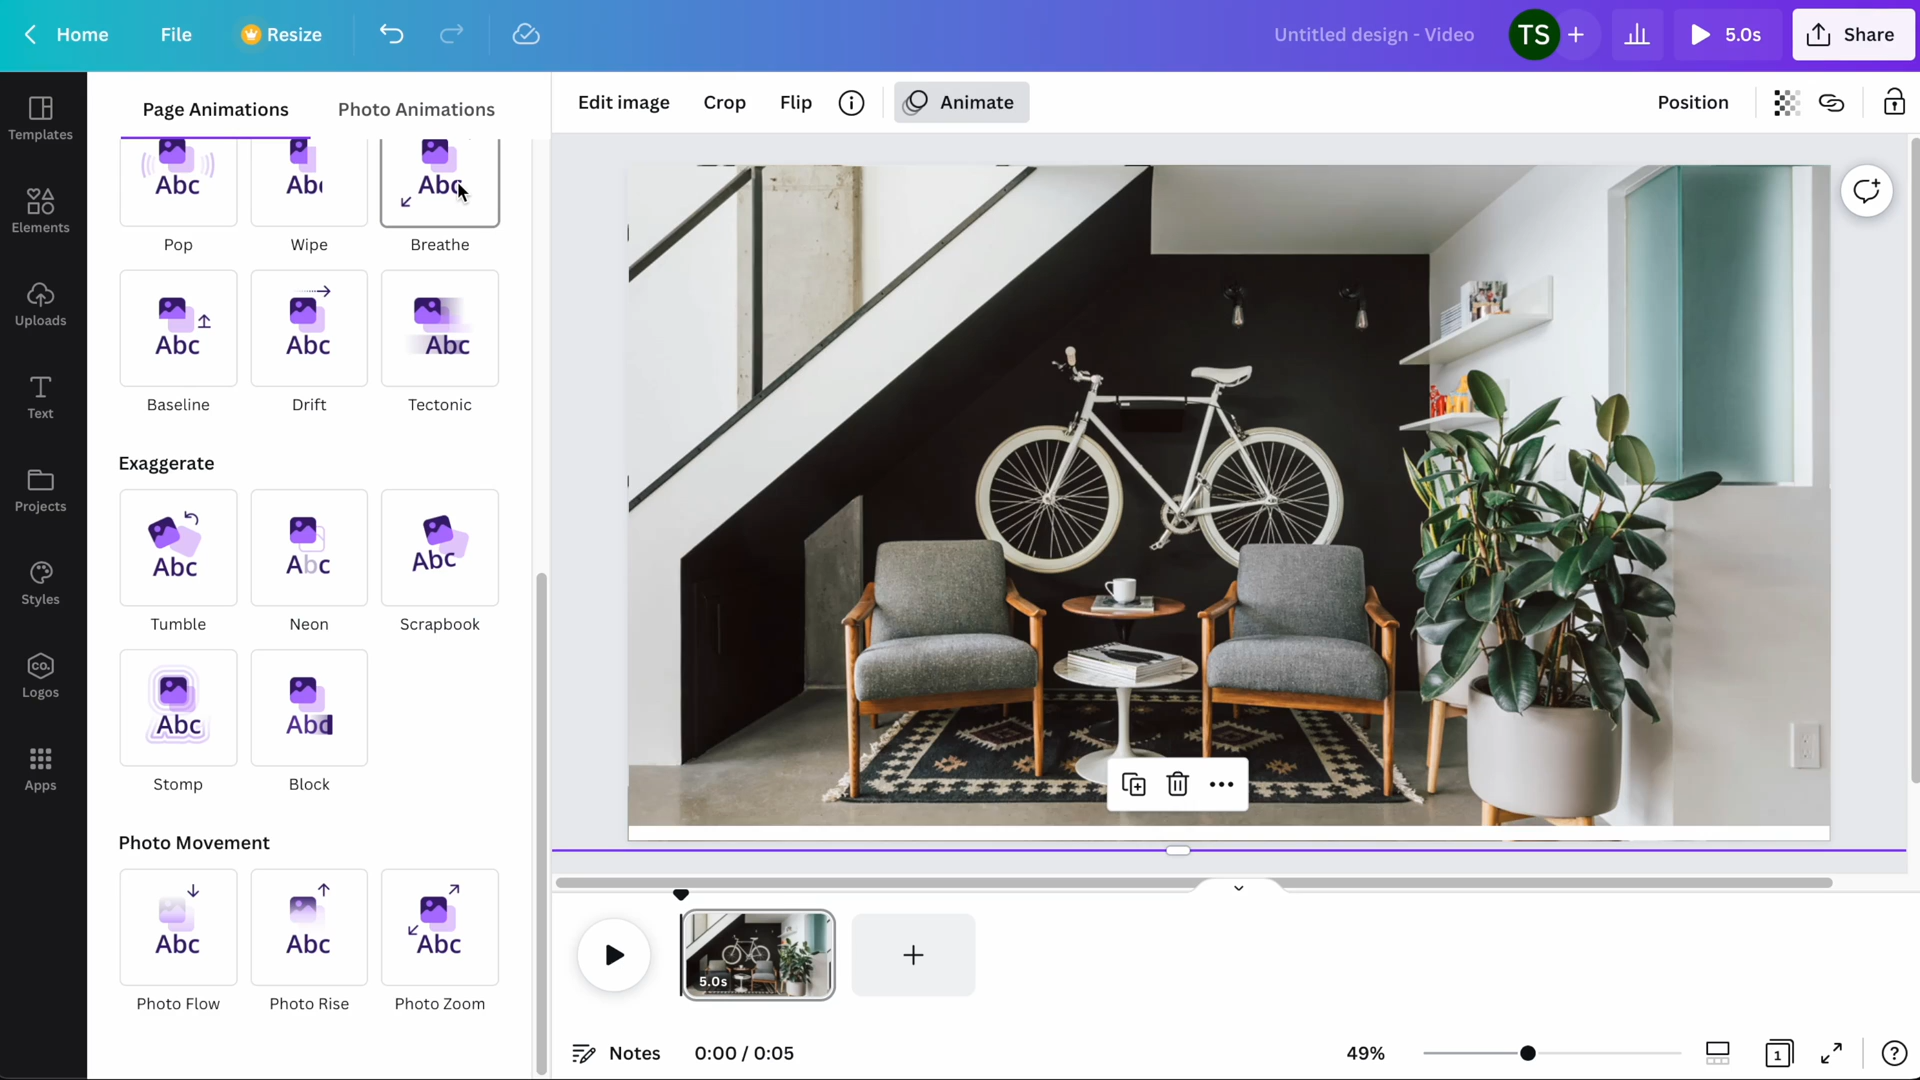 Home File Resize Untitled design - Video TS + 5.0s Share
Page Animations Photo Animations Edit image Crop Flip Animate Position
Templates
Elements
Uploads
Text
Projects
Styles
co.
Logos
Apps
Abc Abc Abc
Pop Wipe Breathe
Abc Abc Abc
Baseline Drift Tectonic
Exaggerate
Abc Abc Abc
Tumble Neon Scrapbook
Abc Abc
Stomp Block
Photo Movement
Abc Abc Abc
Photo Flow Photo Rise Photo Zoom
5.0s
Notes 0:00 / 0:05 49% 1 ?